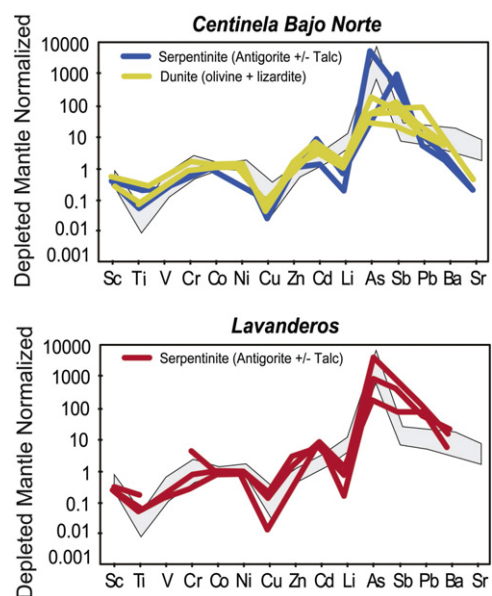 Centinela Bajo Norte
Depleted Mantle Normalized
10000
1000
100
10
1
0.1
0.01
0.001
Serpentinite (Antigorite +/- Talc)
Dunite (olivine + lizardite)
Sc Ti V Cr Co Ni Cu Zn Cd Li As Sb Pb Ba Sr
Lavanderos
Depleted Mantle Normalized
10000
1000
100
10
1
0.1
0.01
0.001
Serpentinite (Antigorite +/- Talc)
Sc Ti V Cr Co Ni Cu Zn Cd Li As Sb Pb Ba Sr